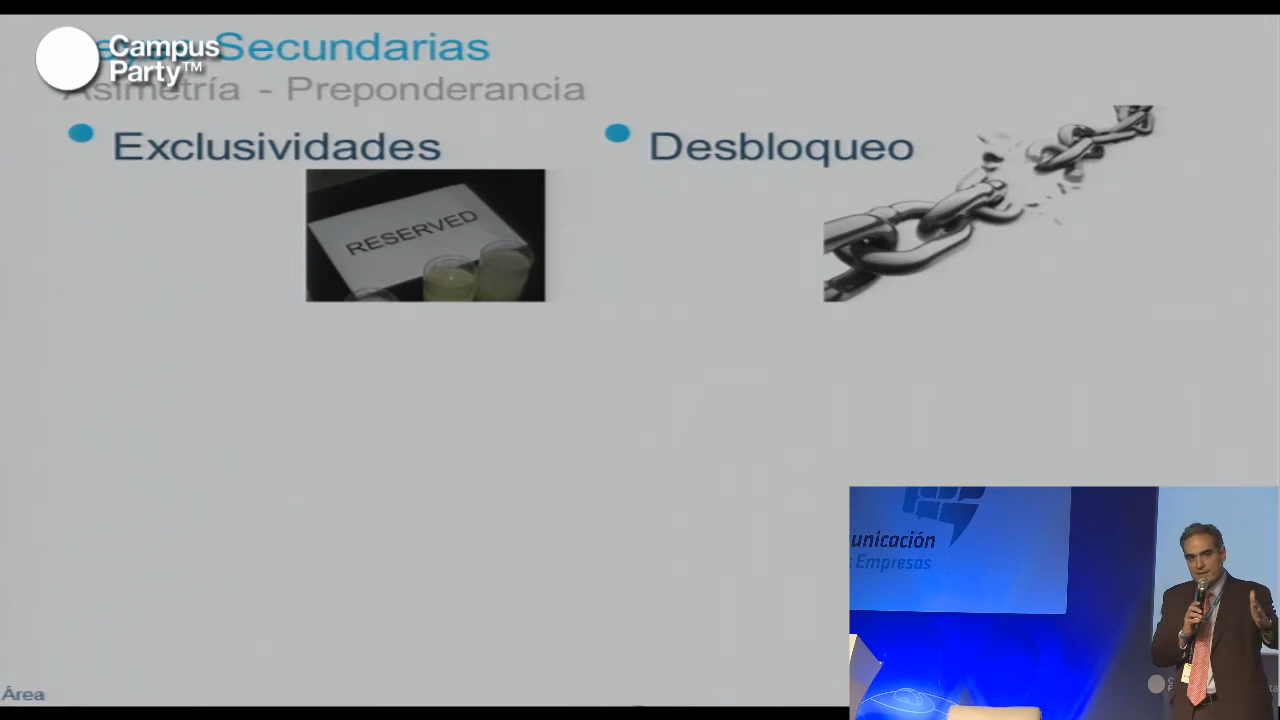 Campus
Party™
Secundarias
Asimetría - Preponderancia
Exclusividades
Desbloqueo
RESERVED
unicación
s Empresas
Área